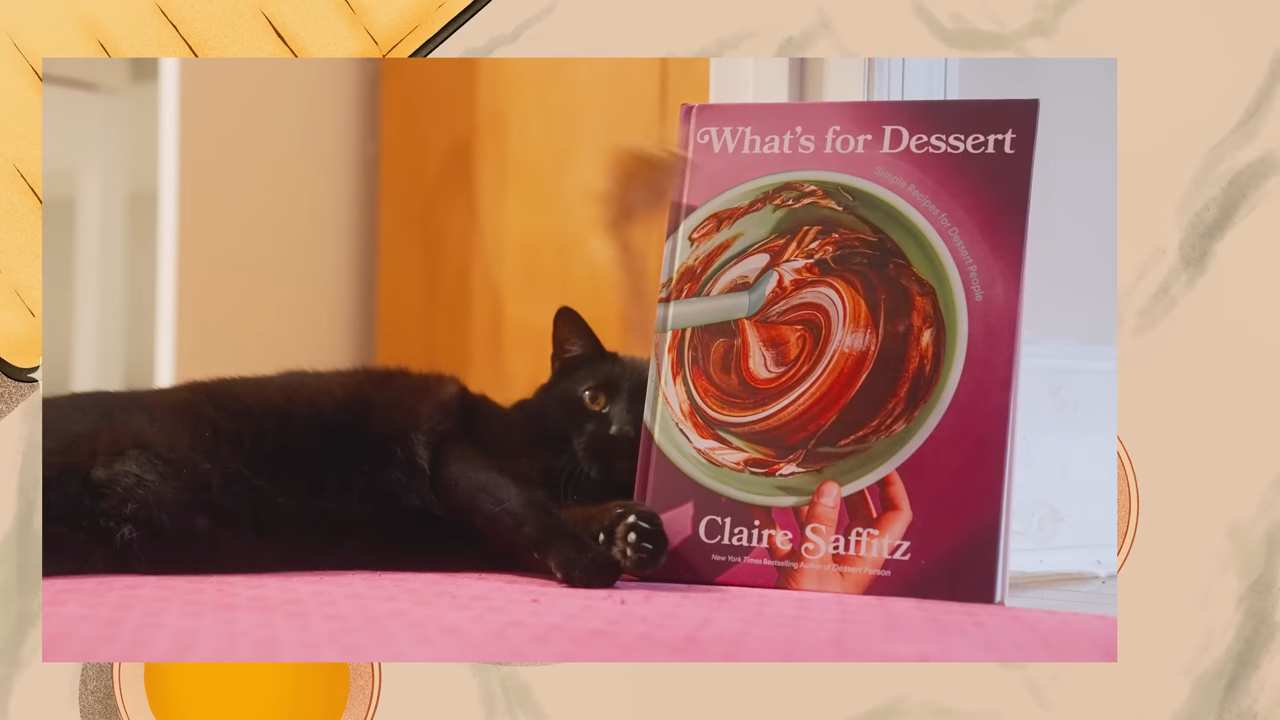 What's for Dessert
Simple Recipes for Dessert People
Claire Saffitz
New York Times Bestselling Author of Dessert Person